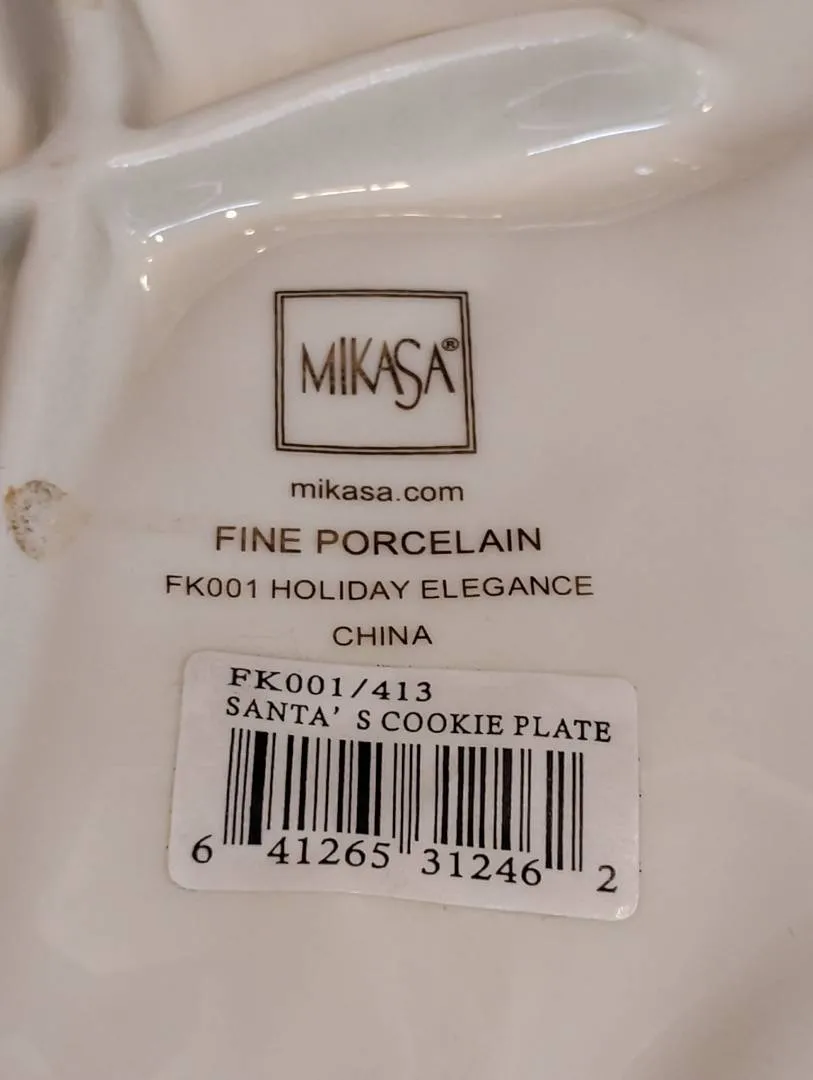 MIKASA®
mikasa.com
FINE PORCELAIN
FK001 HOLIDAY ELEGANCE
CHINA
FK001/413
SANTA'S COOKIE PLATE
6 41265 31246 2